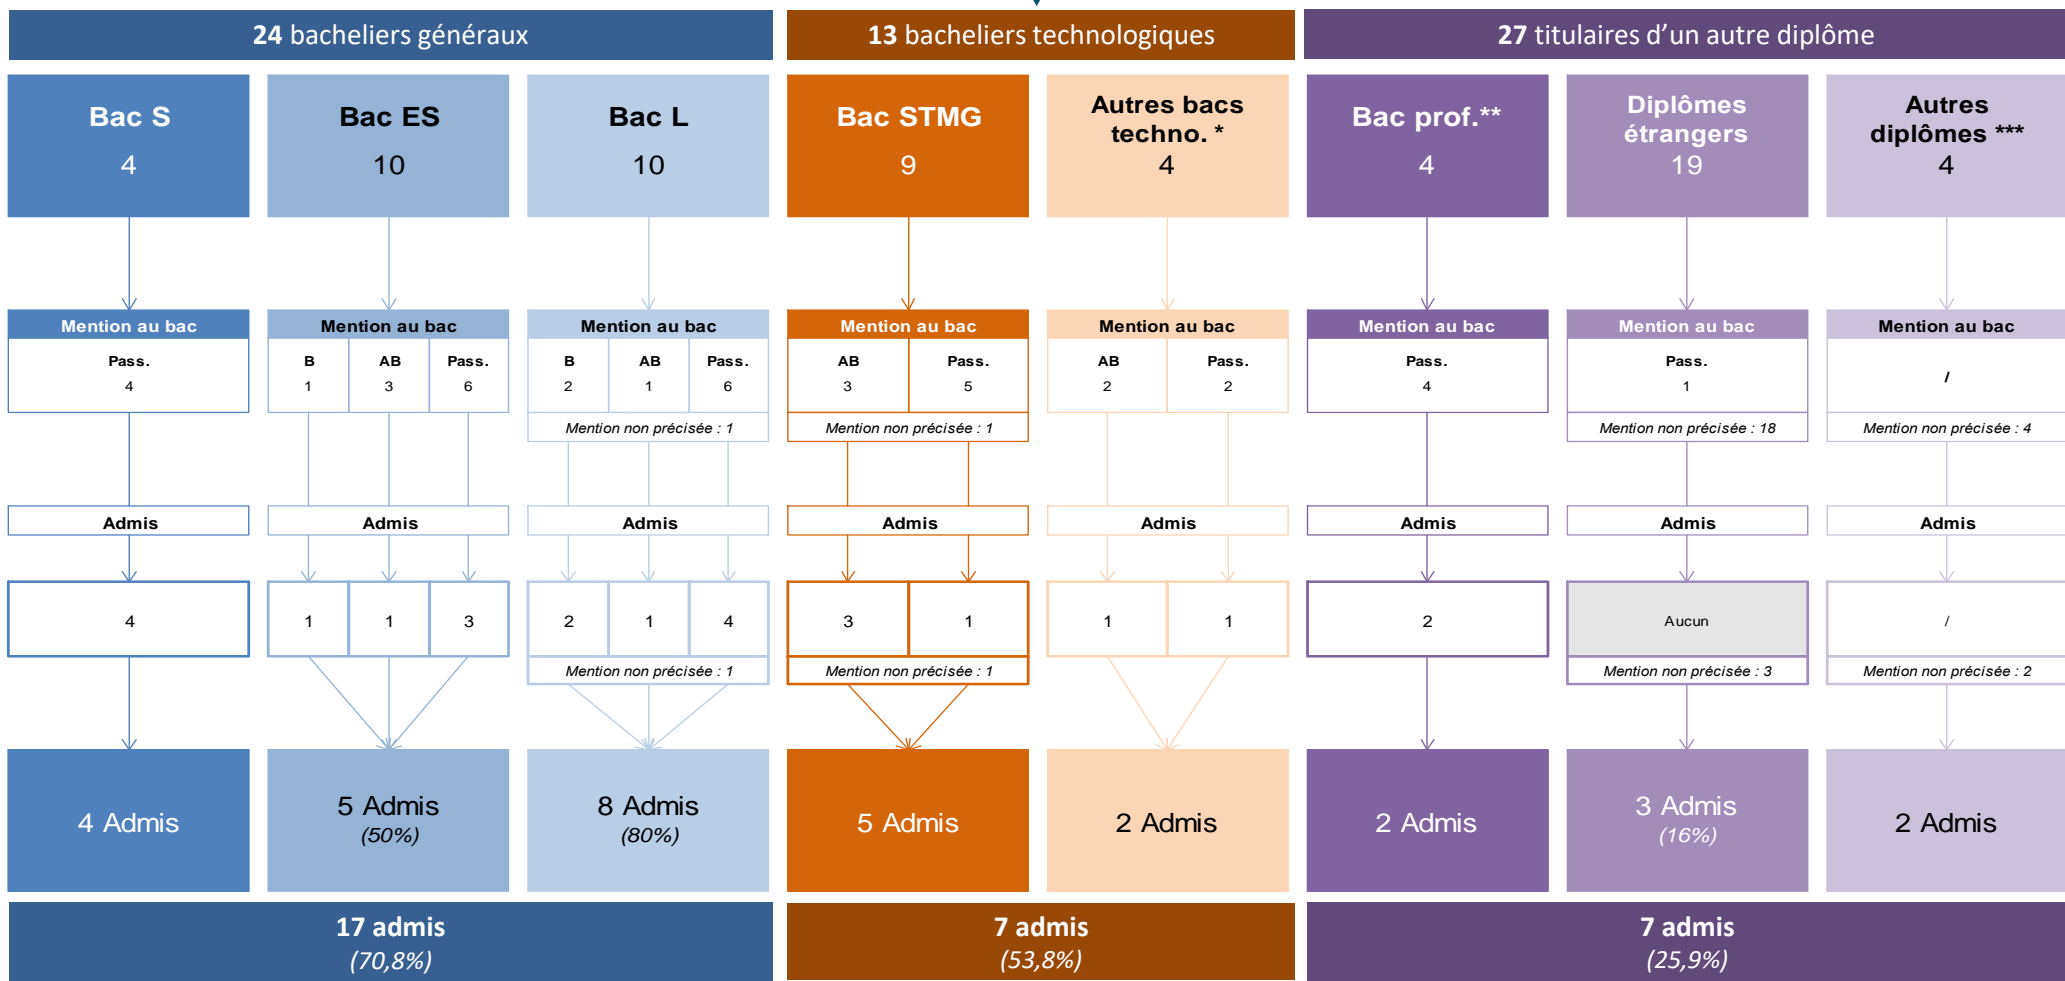 24 bacheliers généraux
13 bacheliers technologiques
27 titulaires d'un autre diplôme
Bac S
4
Bac ES
10
Bac L
10
Bac STMG
9
Autres bacs
techno. *
4
Bac prof.**
4
Diplômes
étrangers
19
Autres
diplômes ***
4
Mention au bac
Pass.
4
Mention au bac
B AB Pass.
1 3 6
Mention au bac
B AB Pass.
2 1 6
Mention non précisée : 1
Mention au bac
AB Pass.
3 5
Mention non précisée : 1
Mention au bac
AB Pass.
2 2
Mention au bac
Pass.
4
Mention au bac
Pass.
1
Mention non précisée : 18
Mention au bac
/
Mention non précisée : 4
Admis
Admis
Admis
Admis
Admis
Admis
Admis
Admis
4
1 1 3
2 1 4
Mention non précisée : 1
3 1
Mention non précisée : 1
1 1
2
Aucun
Mention non précisée : 3
/
Mention non précisée : 2
4 Admis
5 Admis
(50%)
8 Admis
(80%)
5 Admis
2 Admis
2 Admis
3 Admis
(16%)
2 Admis
17 admis
(70,8%)
7 admis
(53,8%)
7 admis
(25,9%)